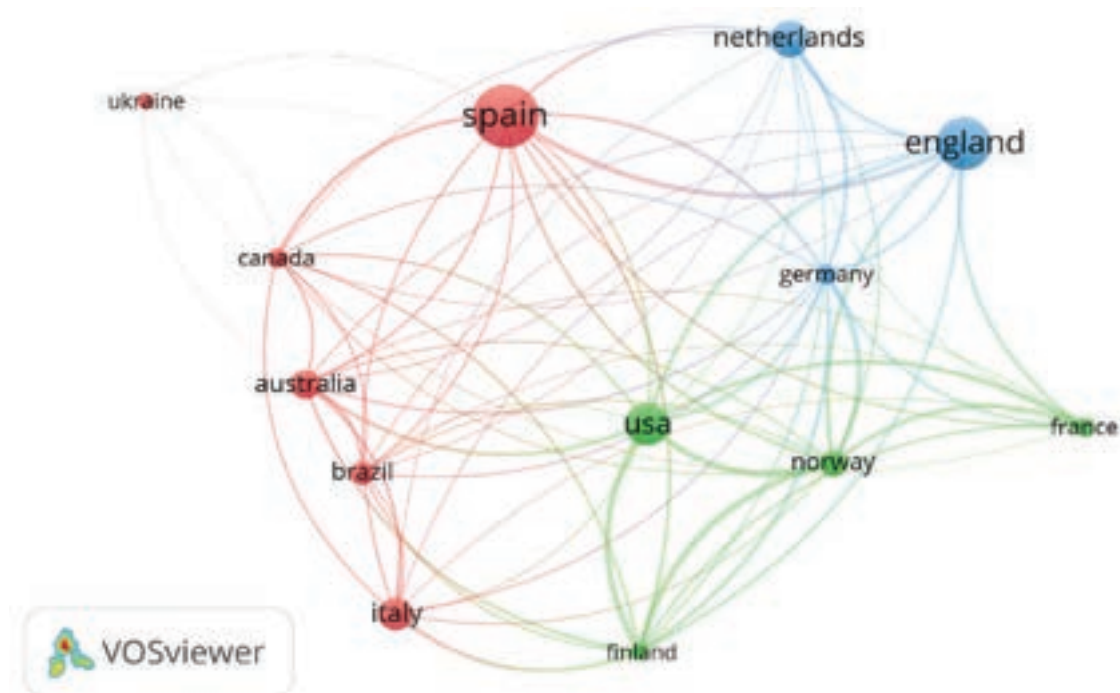 netherlands
ukraine
spain
england
canada
germany
australia
usa
france
brazil
norway
italy
finland
VOSviewer